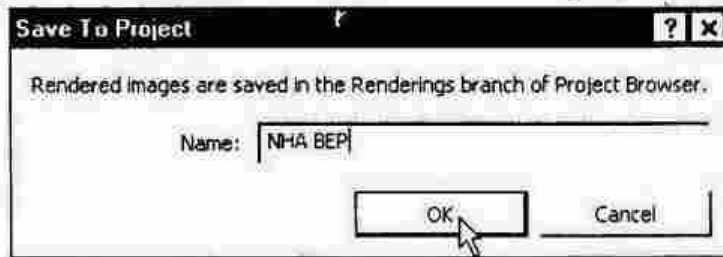 Save To Project ? X
Rendered images are saved in the Renderings branch of Project Browser.
Name: NHA BEP
OK Cancel